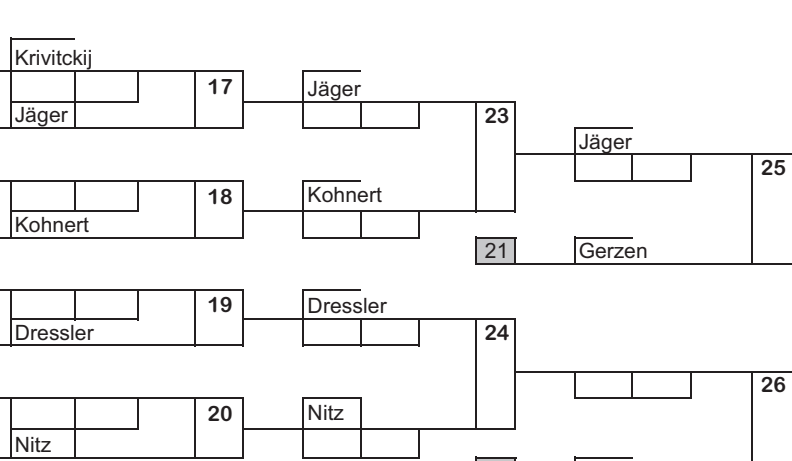 Krivitckij
17
Jäger
Jäger
23
Jäger
25
18
Kohnert
Kohnert
21
Gerzen
19
Dressler
Dressler
24
26
20
Nitz
Nitz